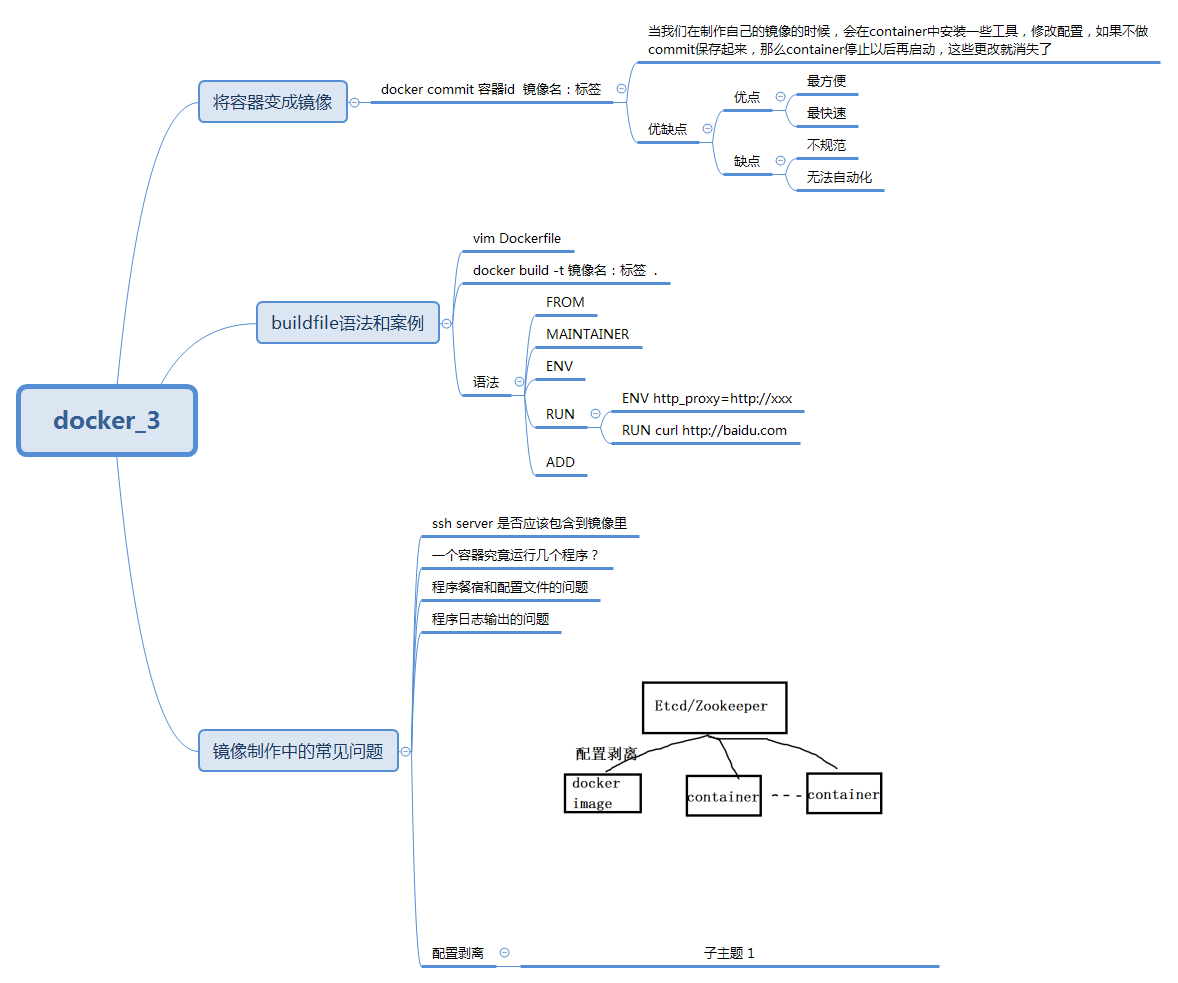 当我们在制作自己的镜像的时候，会在container中安装一些工具，修改配置，如果不做
commit保存起来，那么container停止以后再启动，这些更改就消失了
将容器变成镜像
docker commit 容器id 镜像名：标签
优缺点
优点
最方便
最快速
缺点
不规范
无法自动化
docker_3
buildfile语法和案例
vim Dockerfile
docker build -t 镜像名：标签 .
语法
FROM
MAINTAINER
ENV
RUN
ENV http_proxy=http://xxx
RUN curl http://baidu.com
ADD
镜像制作中的常见问题
ssh server 是否应该包含到镜像里
一个容器究竟运行几个程序？
程序餐宿和配置文件的问题
程序日志输出的问题
Etcd/Zookeeper
配置剥离
docker
image
container
container
配置剥离
子主题 1